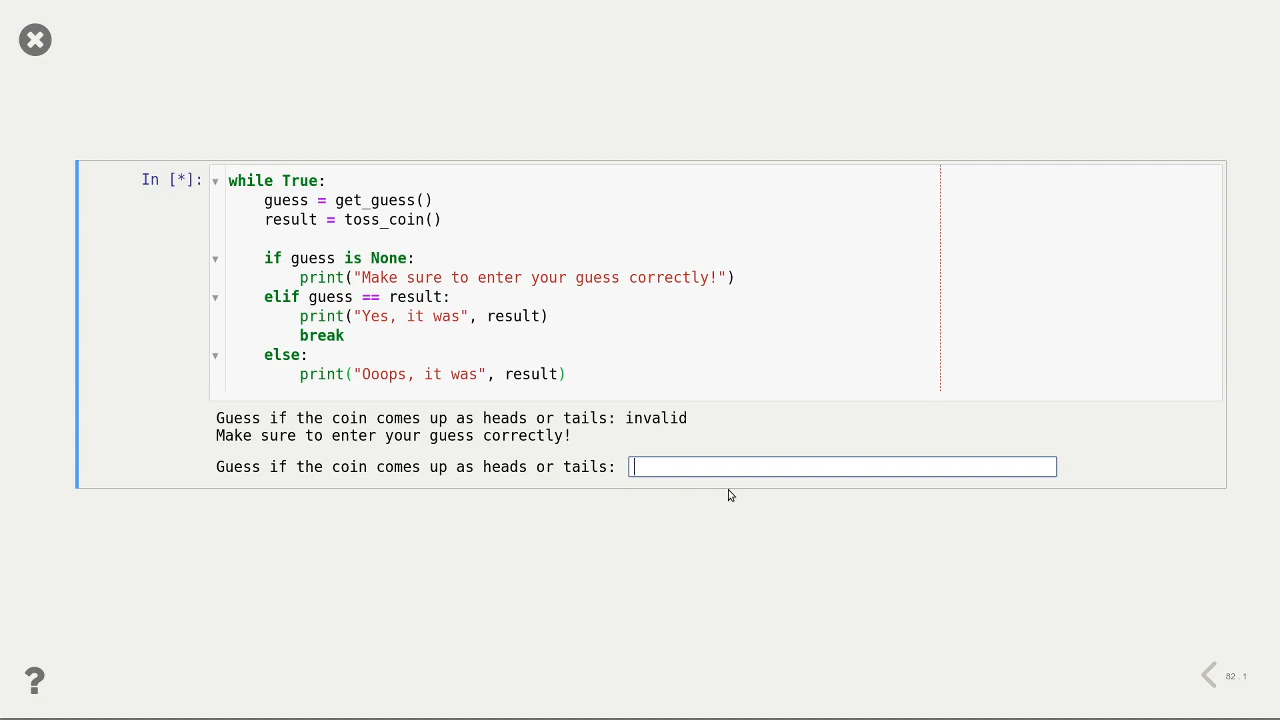 In [*]:
while True:
    guess = get_guess()
    result = toss_coin()
    if guess is None:
        print("Make sure to enter your guess correctly!")
    elif guess == result:
        print("Yes, it was", result)
        break
    else:
        print("Ooops, it was", result)
Guess if the coin comes up as heads or tails: invalid
Make sure to enter your guess correctly!
Guess if the coin comes up as heads or tails:
?
82 . 1